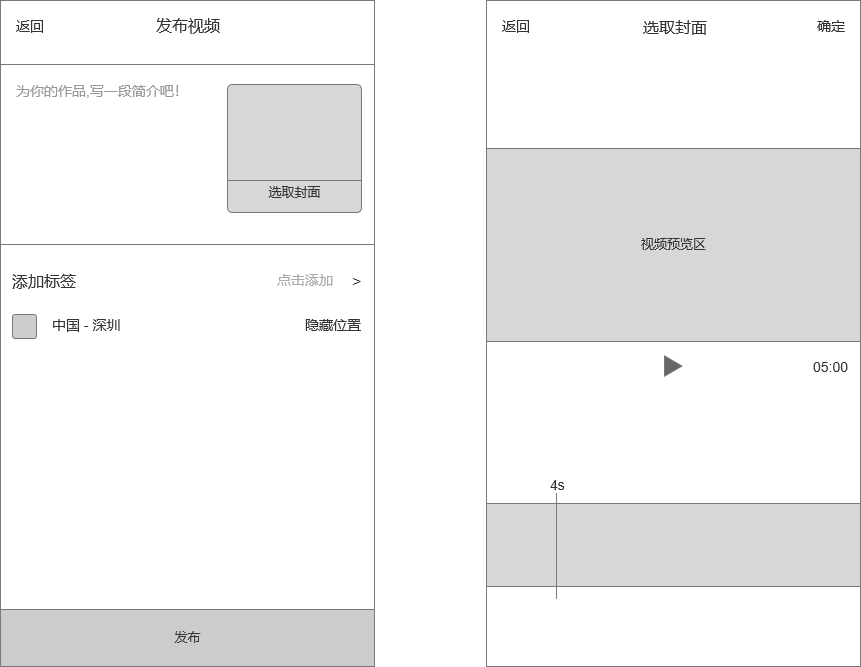 返回
发布视频
为你的作品,写一段简介吧！
选取封面
添加标签
点击添加
>
中国 - 深圳
隐藏位置
发布
返回
选取封面
确定
视频预览区
05:00
4s